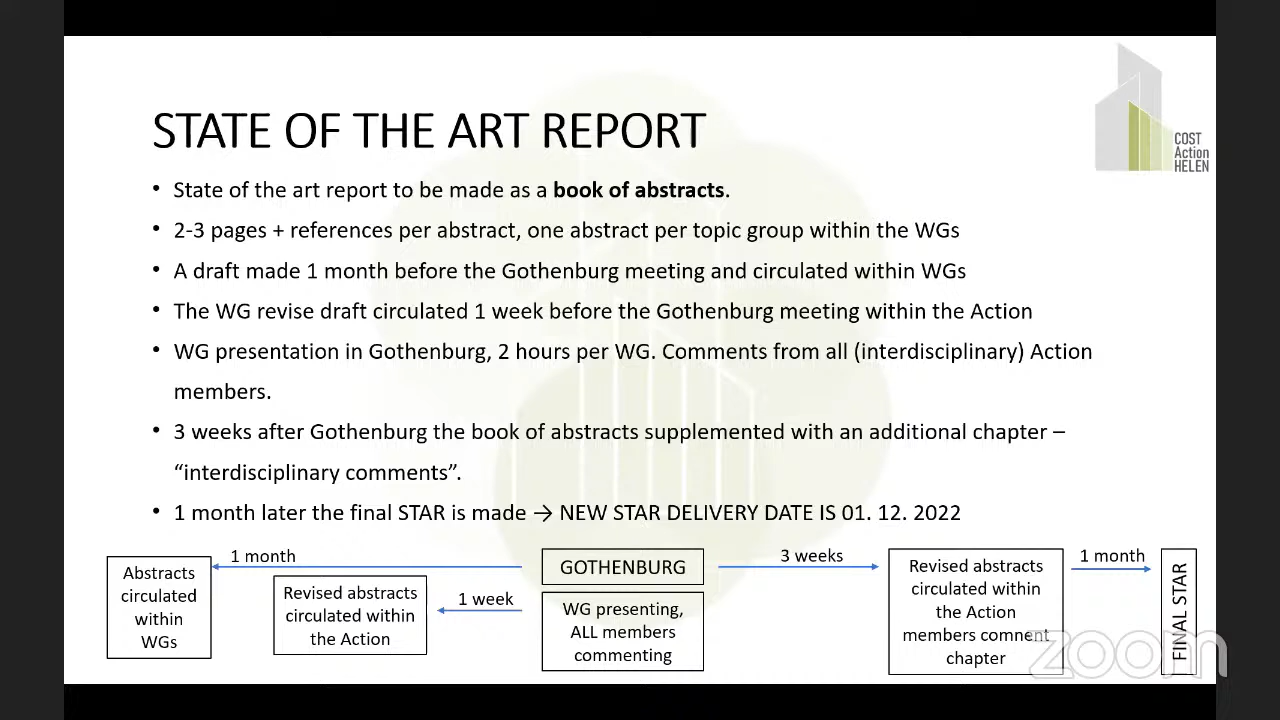 COST
Action
HELEN
STATE OF THE ART REPORT
• State of the art report to be made as a book of abstracts.
• 2-3 pages + references per abstract, one abstract per topic group within the WGs
• A draft made 1 month before the Gothenburg meeting and circulated within WGs
• The WG revise draft circulated 1 week before the Gothenburg meeting within the Action
• WG presentation in Gothenburg, 2 hours per WG. Comments from all (interdisciplinary) Action
members.
• 3 weeks after Gothenburg the book of abstracts supplemented with an additional chapter –
“interdisciplinary comments”.
• 1 month later the final STAR is made → NEW STAR DELIVERY DATE IS 01. 12. 2022
Abstracts
circulated
within
WGs
1 month
Revised abstracts
circulated within
the Action
1 week
GOTHENBURG
WG presenting,
ALL members
commenting
3 weeks
Revised abstracts
circulated within
the Action
members comnent
chapter
1 month
FINAL STAR
zoom